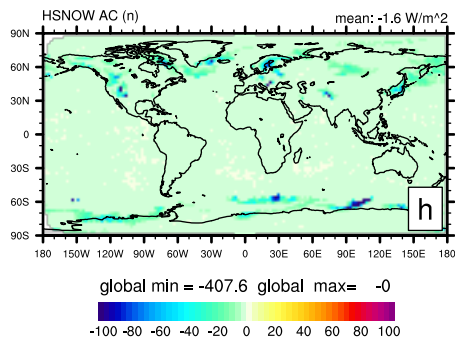 HSNOW AC (n) mean: -1.6 W/m^2
90N
60N
30N
0
30S
60S
90S
h
180 150W 120W 90W 60W 30W 0 30E 60E 90E 120E 150E 180
global min = -407.6 global max= -0
-100 -80 -60 -40 -20 0 20 40 60 80 100